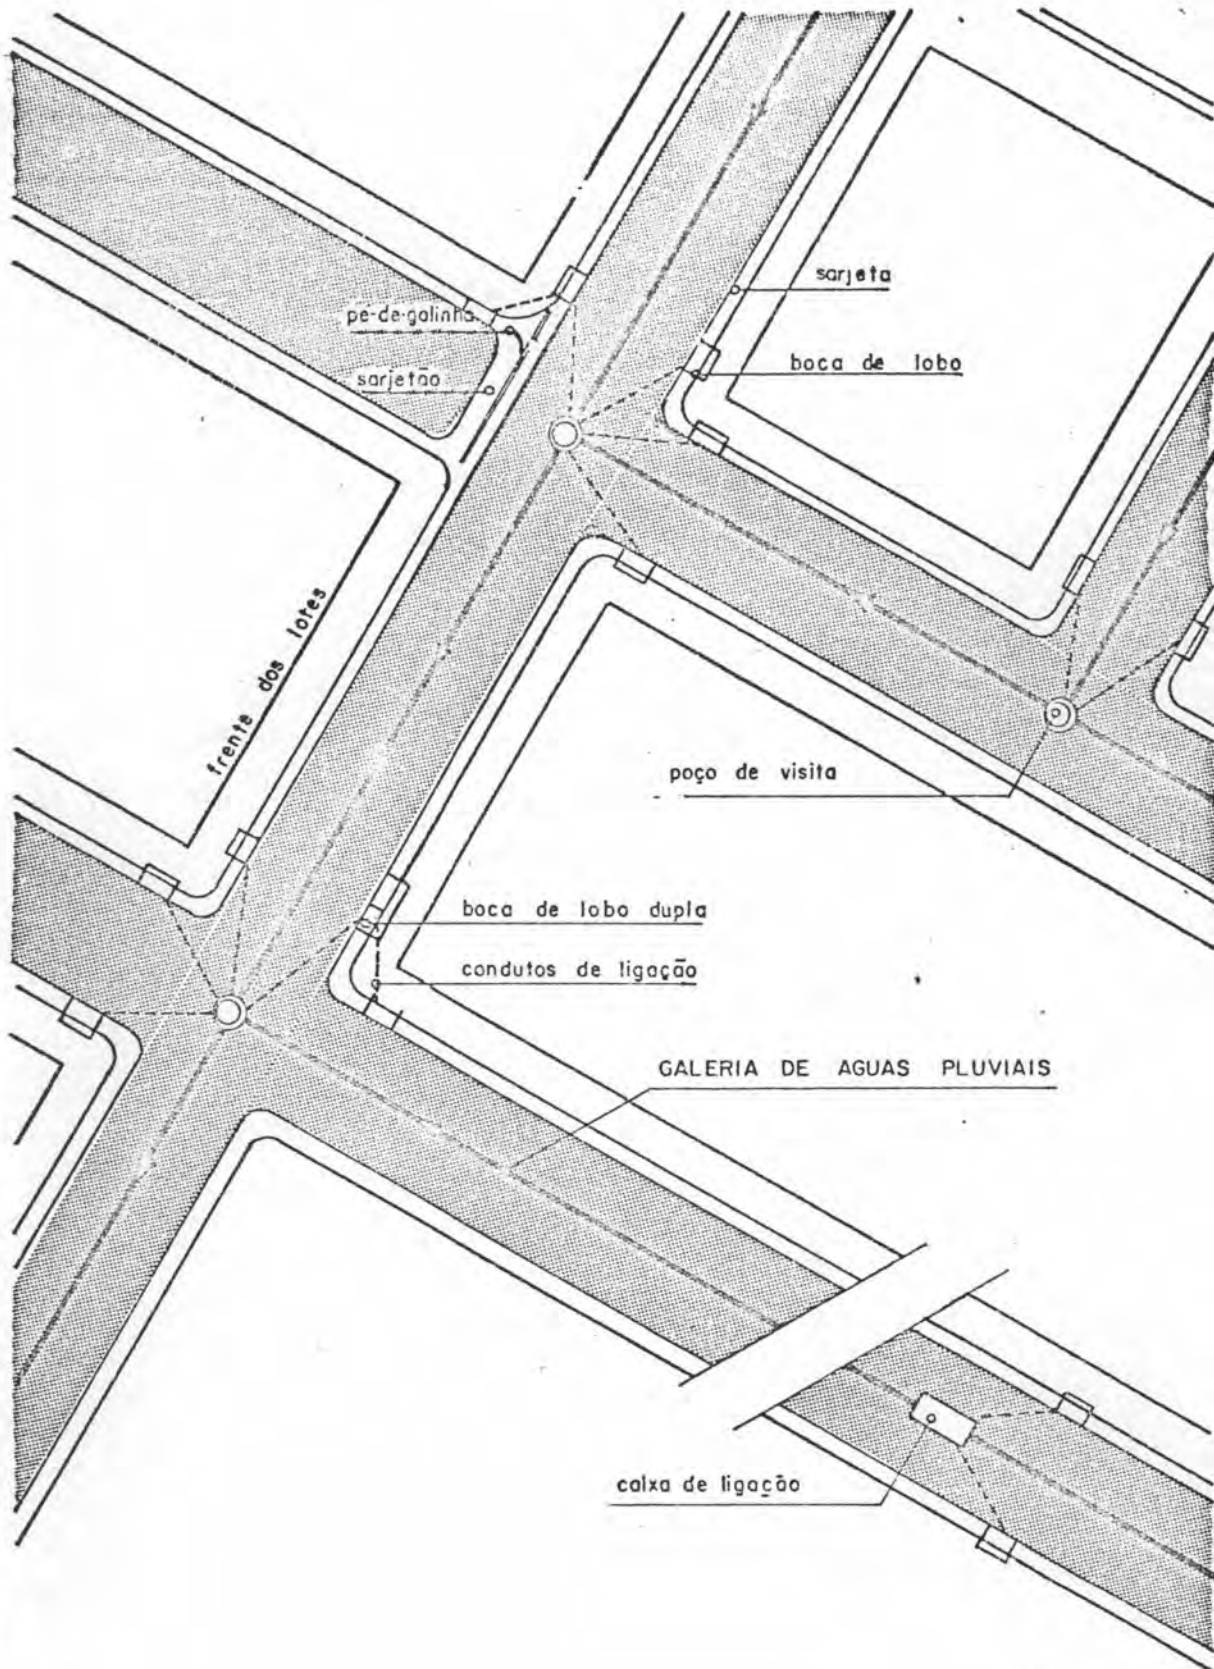 sarjeta
pe-de-galinha
boca de lobo
sarjetão
frente dos lotes
poço de visita
boca de lobo dupla
condutos de ligação
GALERIA DE AGUAS PLUVIAIS
caixa de ligação